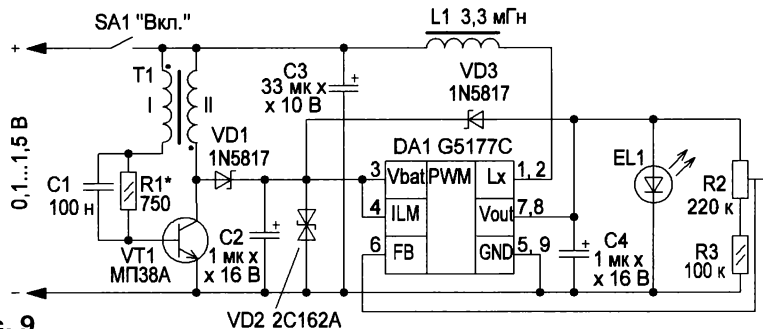 SA1 "Вкл."
L1 3,3 мГн
+
T1
I
II
C3
33 мк х
х 10 В
+
VD3
1N5817
0,1...1,5 В
VD1
1N5817
DA1 G5177C
EL1
C1
100 н
R1*
750
3
Vbat
PWM
Lx
1, 2
R2
220 к
4
ILM
Vout
7,8
VT1
МП38А
C2
1 мк х
х 16 В
+
6
FB
GND
5, 9
C4
1 мк х
х 16 В
+
R3
100 к
–
VD2 2С162А
с. 9